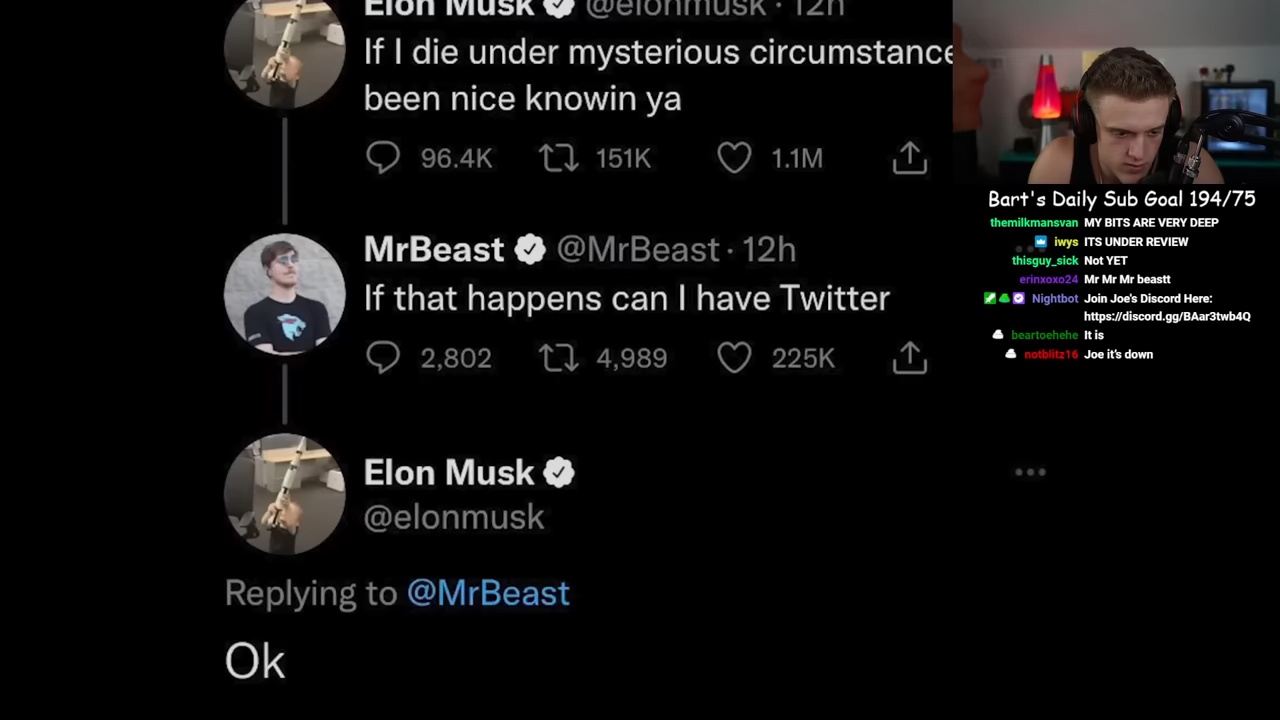 Elon Musk @elonmusk · 12h
If I die under mysterious circumstance
been nice knowin ya
96.4K 151K 1.1M
MrBeast @MrBeast · 12h
If that happens can I have Twitter
2,802 4,989 225K
Elon Musk
@elonmusk
Replying to @MrBeast
Ok
Bart's Daily Sub Goal 194/75
themilkmansvan MY BITS ARE VERY DEEP
iwys ITS UNDER REVIEW
thisguy_sick Not YET
erinxoxo24 Mr Mr Mr beastt
Nightbot Join Joe's Discord Here:
https://discord.gg/BAar3twb4Q
beartoehehe It is
notblitz16 Joe it's down